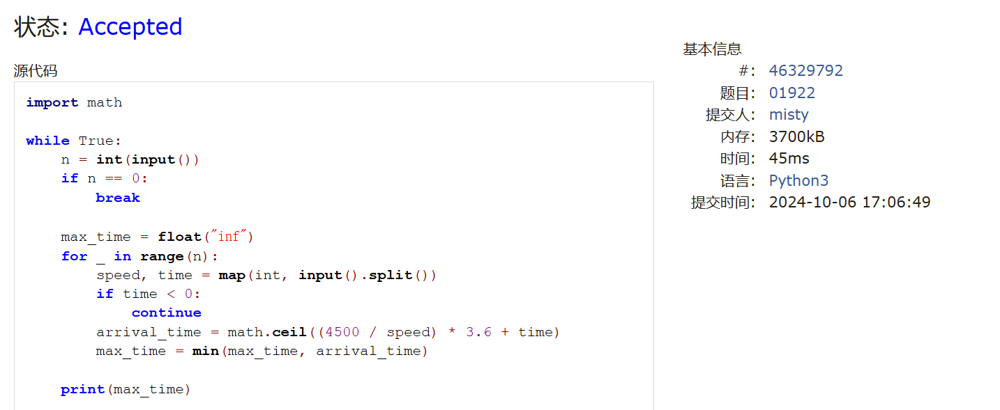 状态: Accepted
源代码
import math
while True:
    n = int(input())
    if n == 0:
        break
    max_time = float("inf")
    for _ in range(n):
        speed, time = map(int, input().split())
        if time < 0:
            continue
        arrival_time = math.ceil((4500 / speed) * 3.6 + time)
        max_time = min(max_time, arrival_time)
    print(max_time)
基本信息
#: 46329792
题目: 01922
提交人: misty
内存: 3700kB
时间: 45ms
语言: Python3
提交时间: 2024-10-06 17:06:49